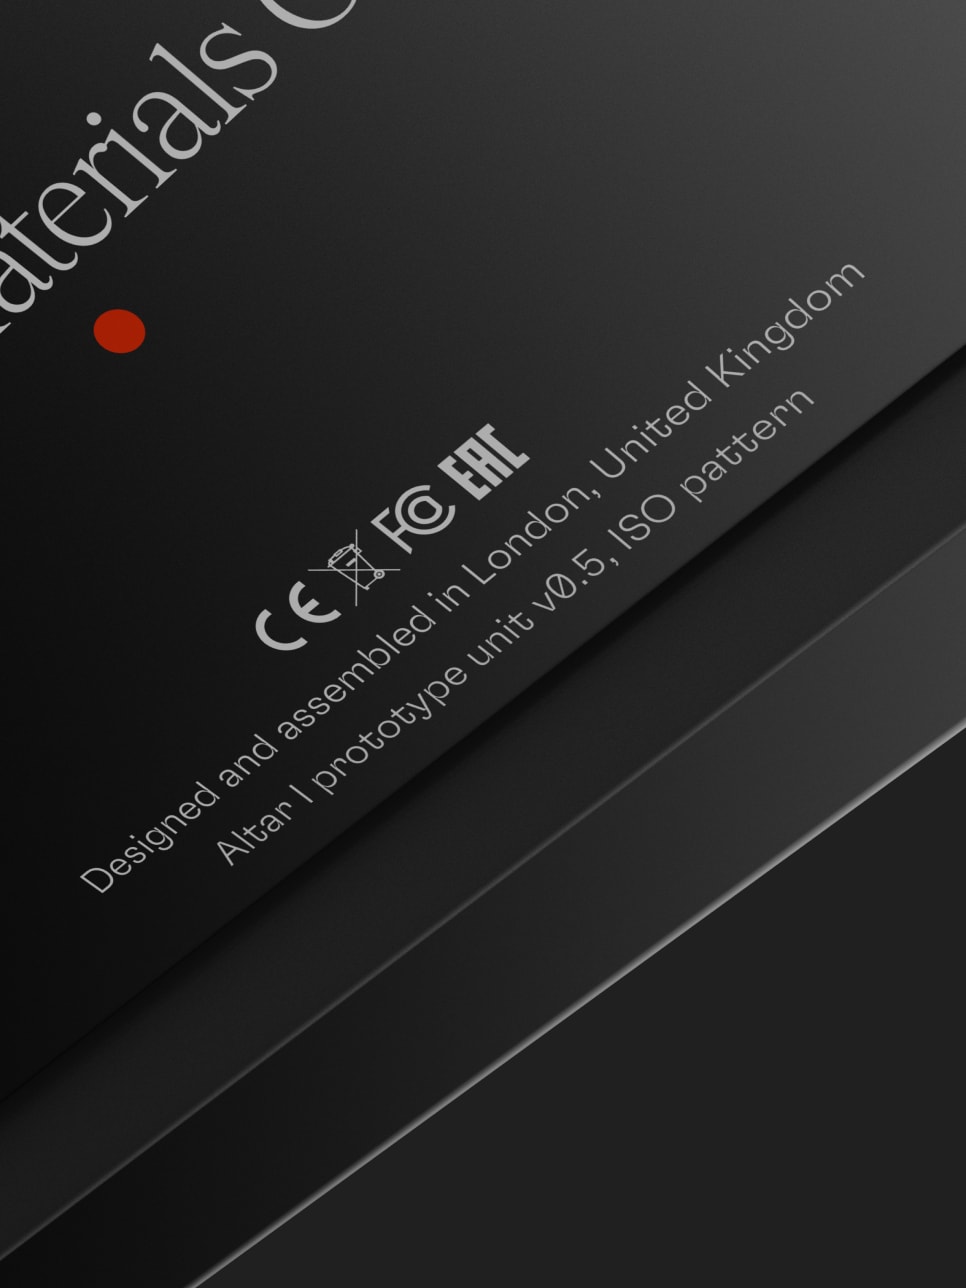 aterials C
CE FC EAC
Designed and assembled in London, United Kingdom
Altar I prototype unit v0.5, ISO pattern